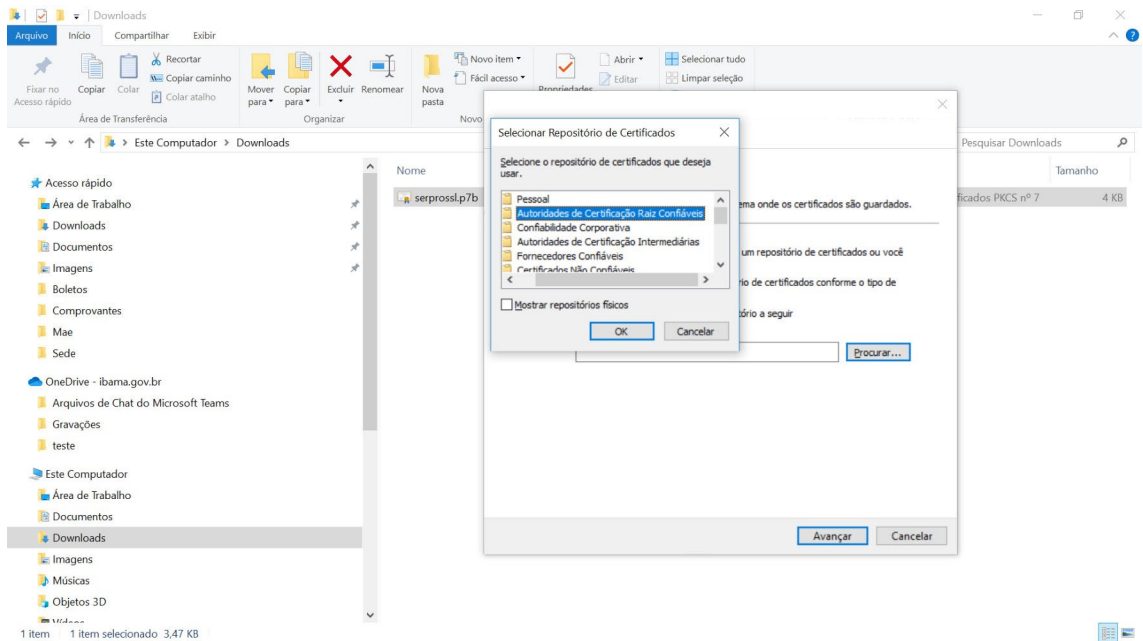 Downloads
Arquivo Início Compartilhar Exibir
Fixar no Acesso rápido
Copiar
Colar
Recortar
Copiar caminho
Colar atalho
Área de Transferência
Mover para
Copiar para
Excluir
Renomear
Organizar
Nova pasta
Novo item
Fácil acesso
Novo
Propriedades
Abrir
Editar
Selecionar tudo
Limpar seleção
Este Computador > Downloads
Pesquisar Downloads
Acesso rápido
Área de Trabalho
Downloads
Documentos
Imagens
Boletos
Comprovantes
Mae
Sede
OneDrive - ibama.gov.br
Arquivos de Chat do Microsoft Teams
Gravações
teste
Este Computador
Área de Trabalho
Documentos
Downloads
Imagens
Músicas
Objetos 3D
Nome
Tamanho
serprossl.p7b
ficados PKCS nº 7
4 KB
Selecionar Repositório de Certificados
Selecione o repositório de certificados que deseja
usar.
Pessoal
Autoridades de Certificação Raiz Confiáveis
Confiabilidade Corporativa
Autoridades de Certificação Intermediárias
Fornecedores Confiáveis
Certificados Não Confiáveis
Mostrar repositórios físicos
OK Cancelar
ema onde os certificados são guardados.
um repositório de certificados ou você
rio de certificados conforme o tipo de
tório a seguir
Procurar...
Avançar Cancelar
1 item 1 item selecionado 3,47 KB